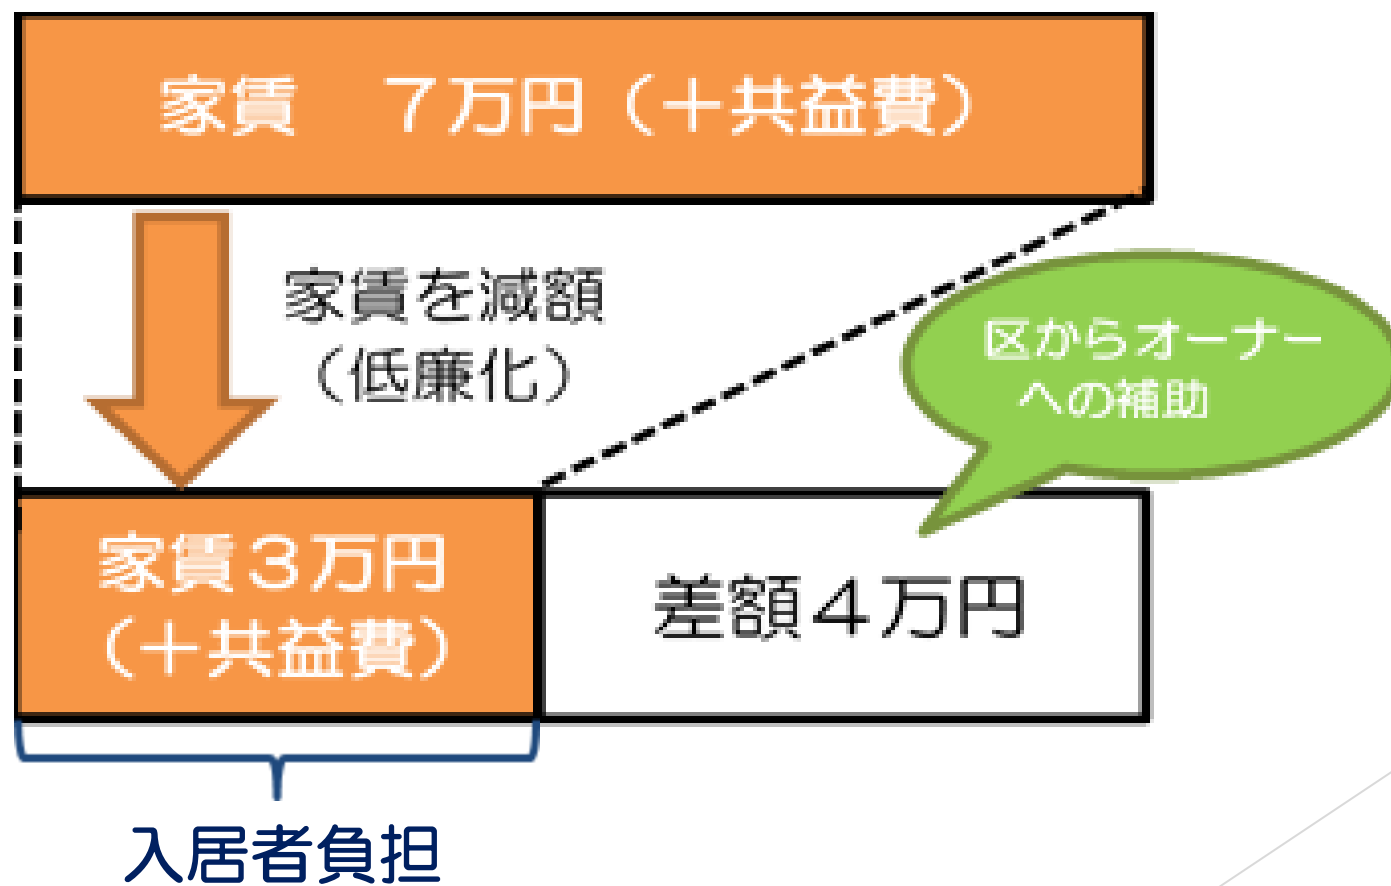 家賃　７万円（＋共益費）
家賃を減額
（低廉化）
区からオーナー
への補助
家賃３万円
（＋共益費）
差額４万円
入居者負担